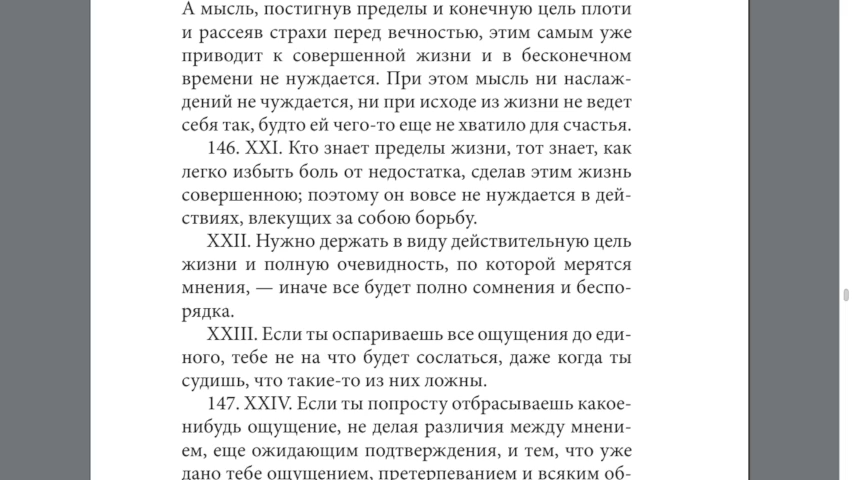 А мысль, постигнув пределы и конечную цель плоти
и рассеяв страхи перед вечностью, этим самым уже
приводит к совершенной жизни и в бесконечном
времени не нуждается. При этом мысль ни наслаж-
дений не чуждается, ни при исходе из жизни не ведет
себя так, будто ей чего-то еще не хватило для счастья.
146. XXI. Кто знает пределы жизни, тот знает, как
легко избыть боль от недостатка, сделав этим жизнь
совершенною; поэтому он вовсе не нуждается в дей-
ствиях, влекущих за собою борьбу.
XXII. Нужно держать в виду действительную цель
жизни и полную очевидность, по которой мерятся
мнения, — иначе все будет полно сомнения и беспо-
рядка.
XXIII. Если ты оспариваешь все ощущения до еди-
ного, тебе не на что будет сослаться, даже когда ты
судишь, что такие-то из них ложны.
147. XXIV. Если ты попросту отбрасываешь какое-
нибудь ощущение, не делая различия между мнени-
ем, еще ожидающим подтверждения, и тем, что уже
дано тебе ощущением, претерпеванием и всяким об-